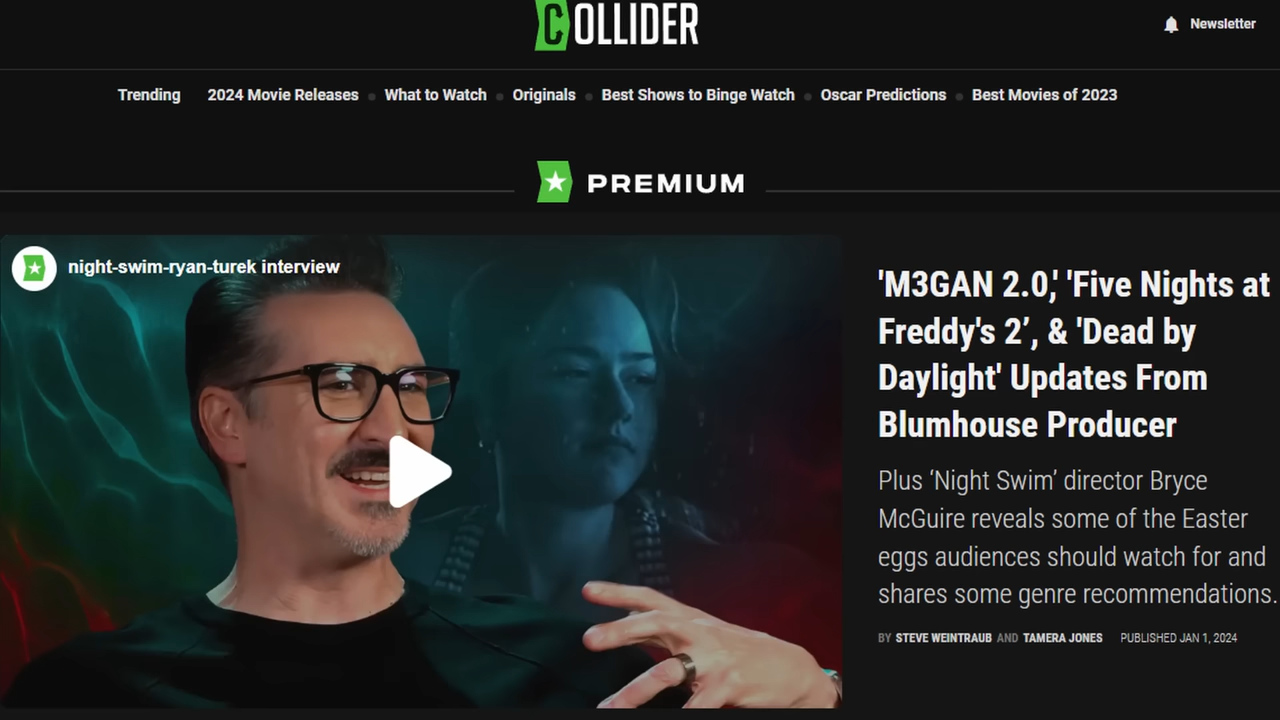 COLLIDER
Newsletter
Trending 2024 Movie Releases What to Watch Originals Best Shows to Binge Watch Oscar Predictions Best Movies of 2023
PREMIUM
night-swim-ryan-turek interview
'M3GAN 2.0,' 'Five Nights at
Freddy's 2’, & 'Dead by
Daylight' Updates From
Blumhouse Producer
Plus ‘Night Swim’ director Bryce
McGuire reveals some of the Easter
eggs audiences should watch for and
shares some genre recommendations.
BY STEVE WEINTRAUB AND TAMERA JONES PUBLISHED JAN 1, 2024